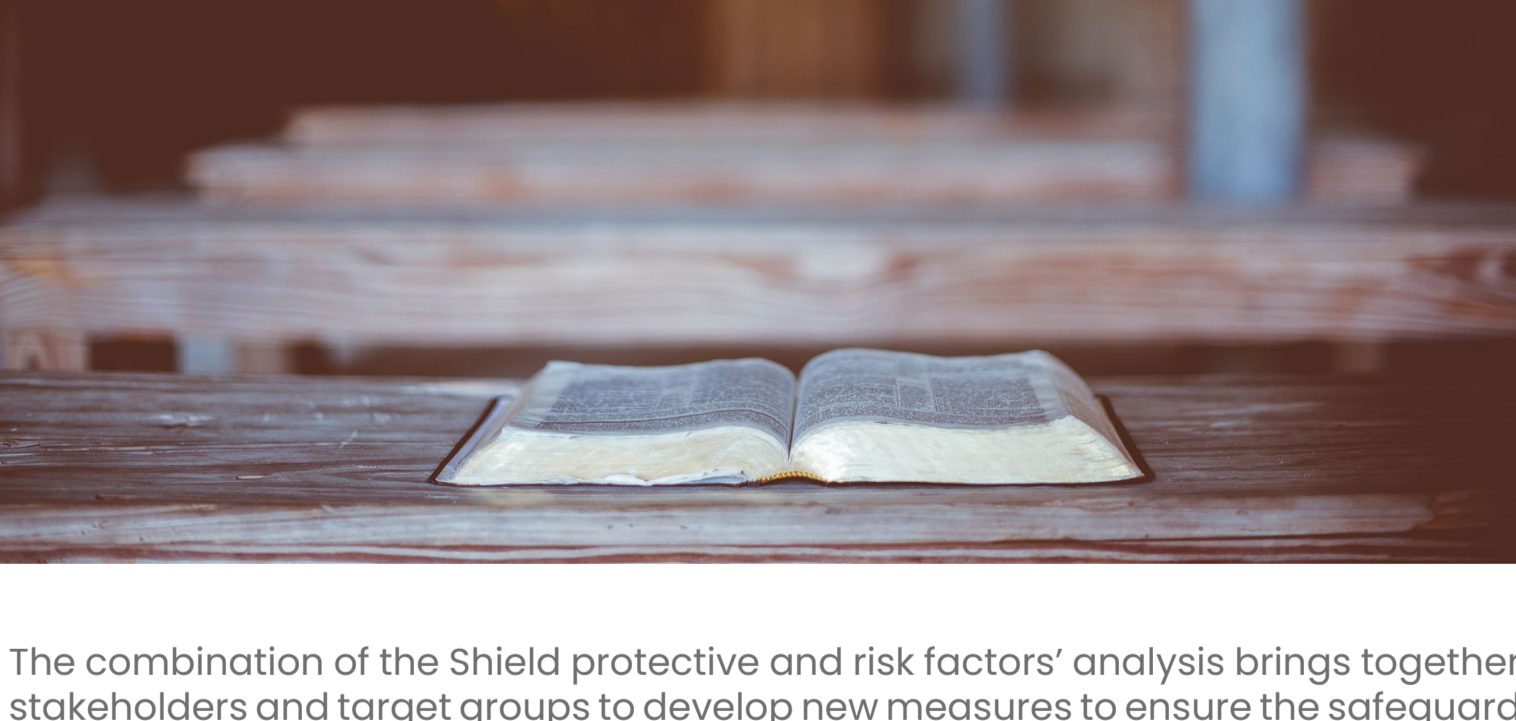 The combination of the Shield protective and risk factors’ analysis brings together
stakeholders and target groups to develop new measures to ensure the safeguard